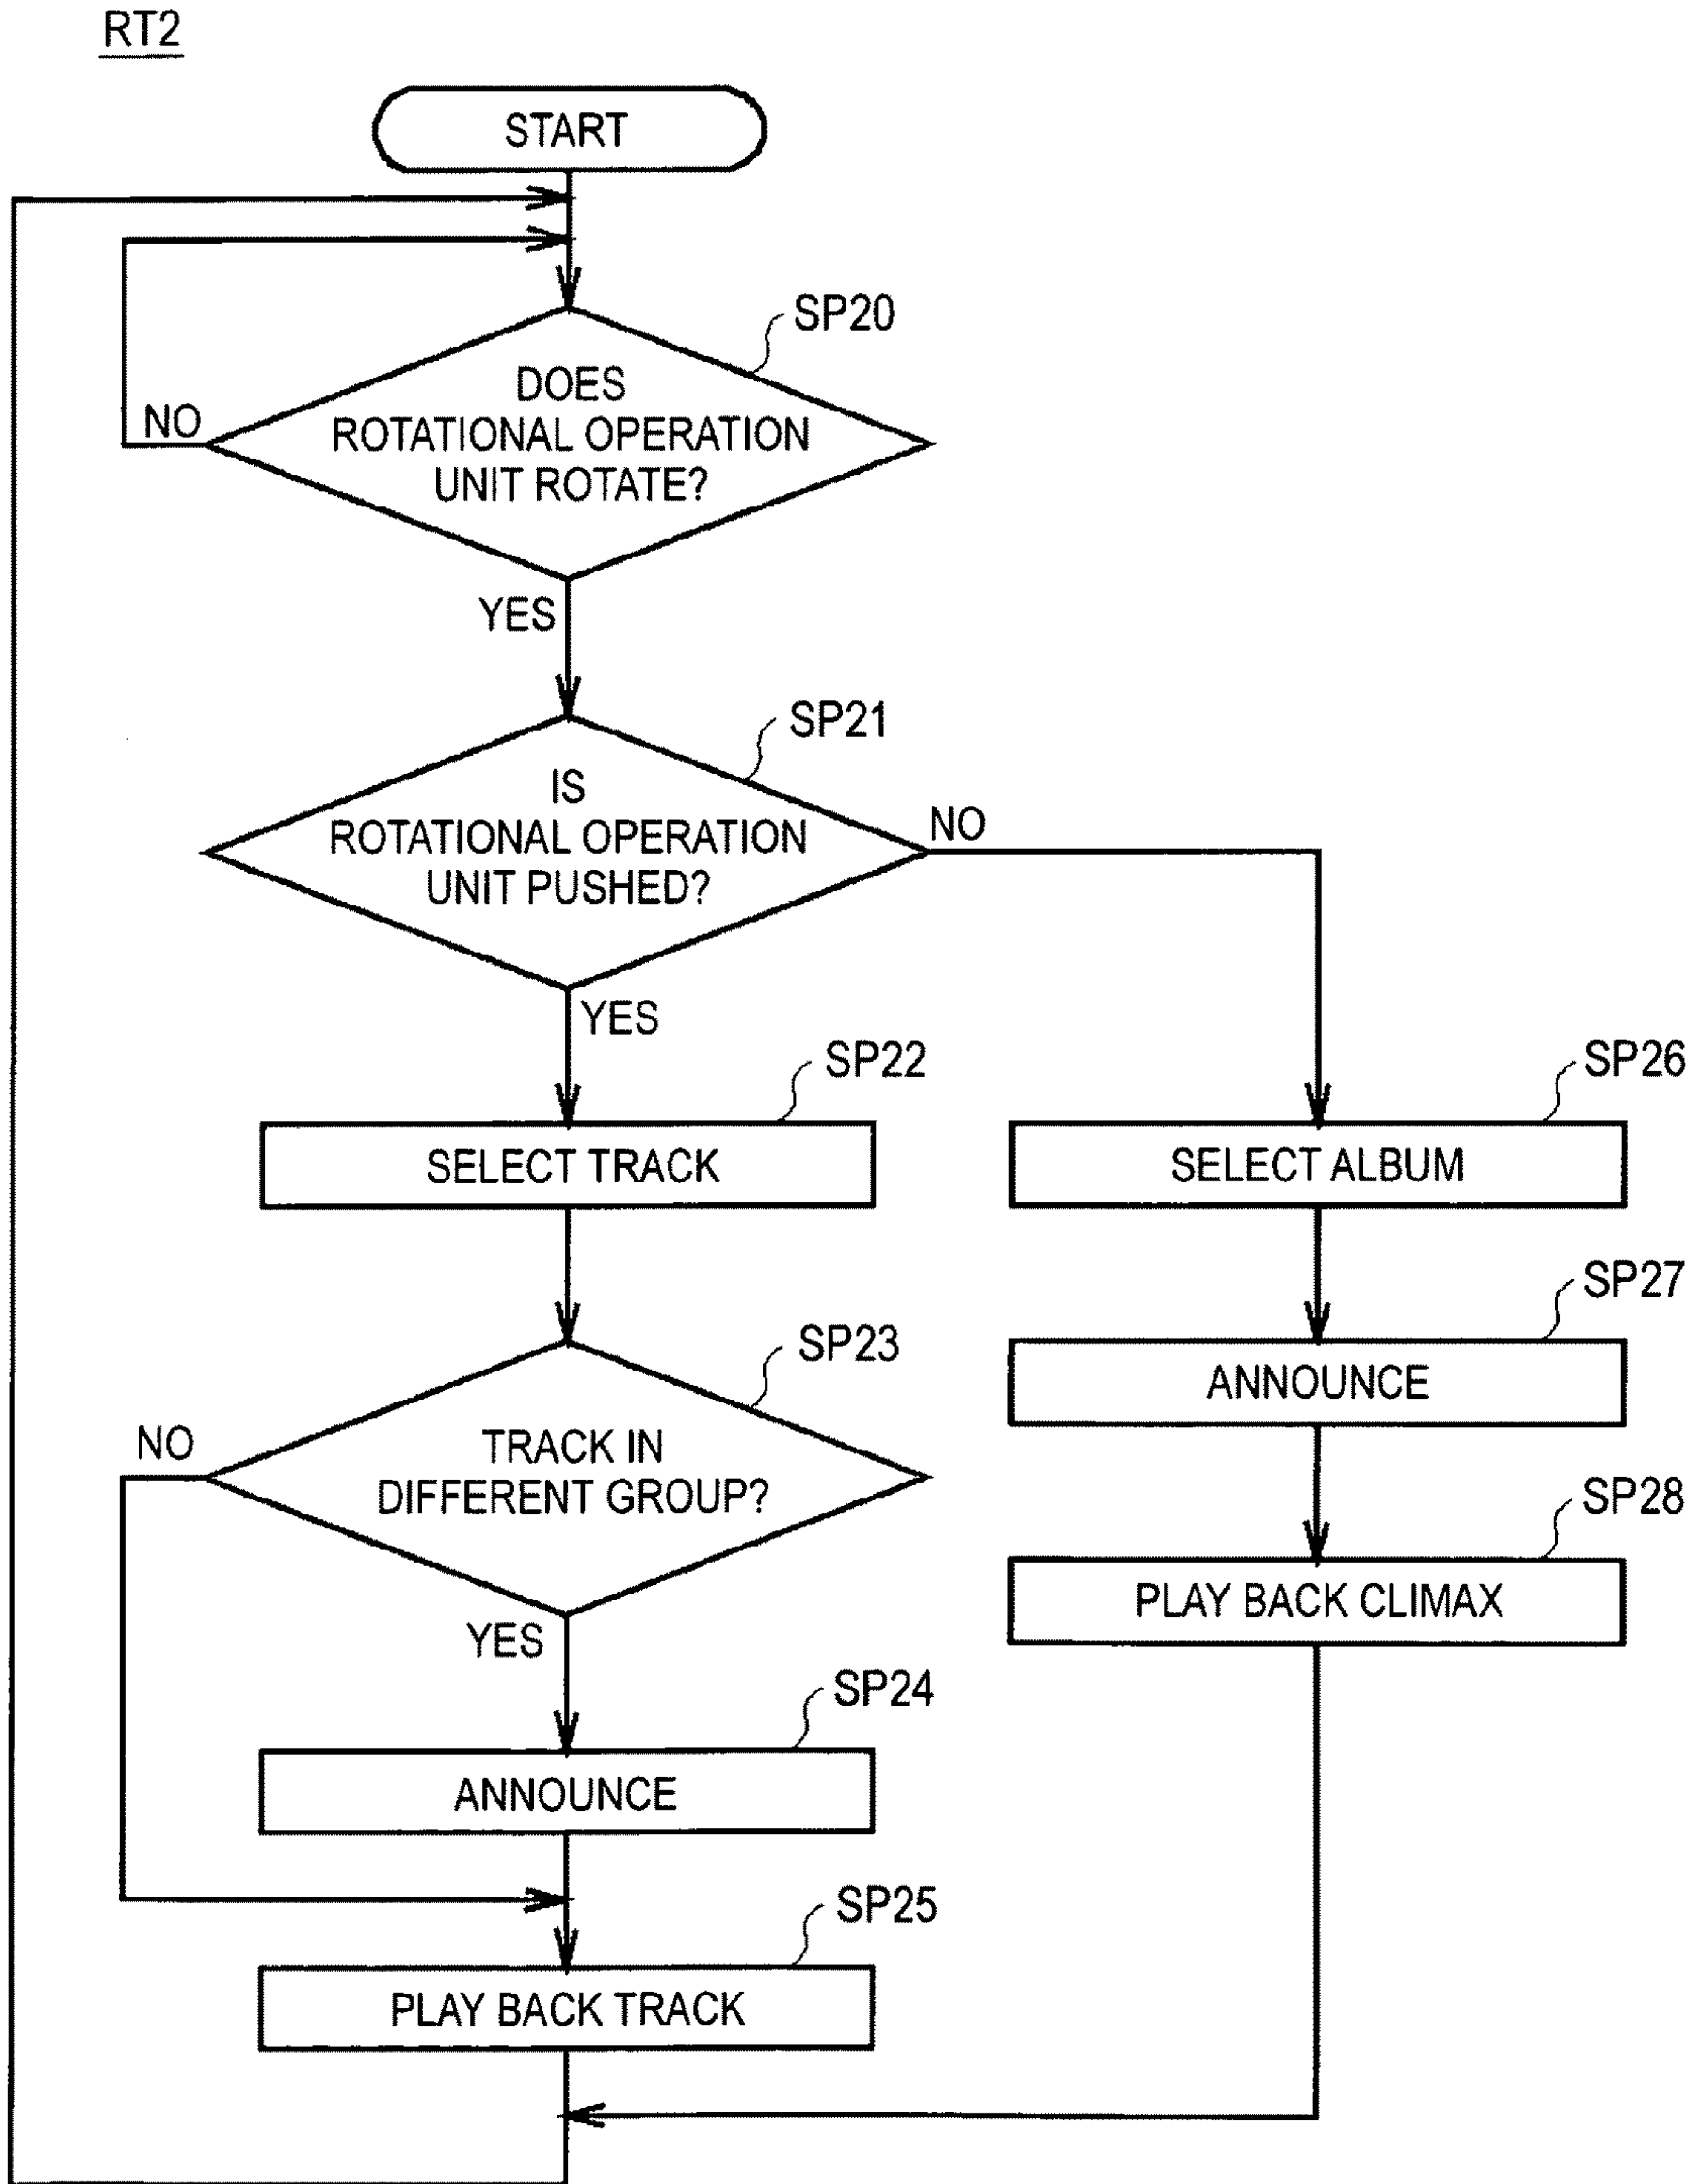 RT2
START
SP20
DOES
ROTATIONAL OPERATION
UNIT ROTATE?
NO
YES
SP21
IS
ROTATIONAL OPERATION
UNIT PUSHED?
NO
YES
SP22
SELECT TRACK
SP26
SELECT ALBUM
SP27
ANNOUNCE
SP23
TRACK IN
DIFFERENT GROUP?
NO
YES
SP28
PLAY BACK CLIMAX
SP24
ANNOUNCE
SP25
PLAY BACK TRACK